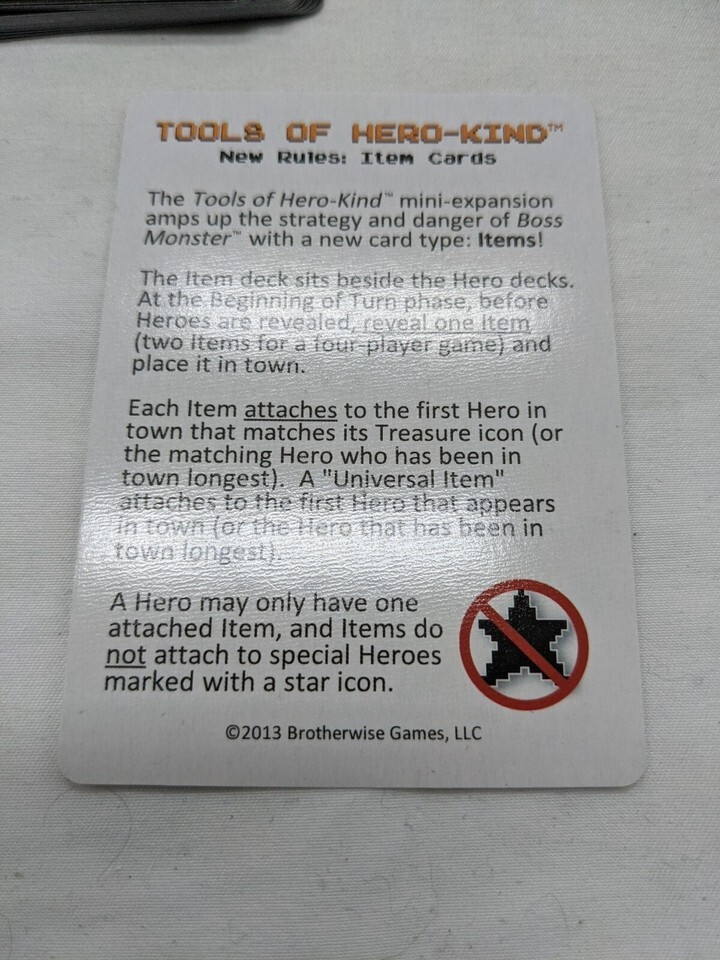 TOOLS OF HERO-KIND™
New Rules: Item Cards
The Tools of Hero-Kind™ mini-expansion
amps up the strategy and danger of Boss
Monster™ with a new card type: Items!
The Item deck sits beside the Hero decks.
At the Beginning of Turn phase, before
Heroes are revealed, reveal one Item
(two Items for a four-player game) and
place it in town.
Each Item attaches to the first Hero in
town that matches its Treasure icon (or
the matching Hero who has been in
town longest). A "Universal Item"
attaches to the first Hero that appears
in town (or the Hero that has been in
town longest).
A Hero may only have one
attached Item, and Items do
not attach to special Heroes
marked with a star icon.
©2013 Brotherwise Games, LLC